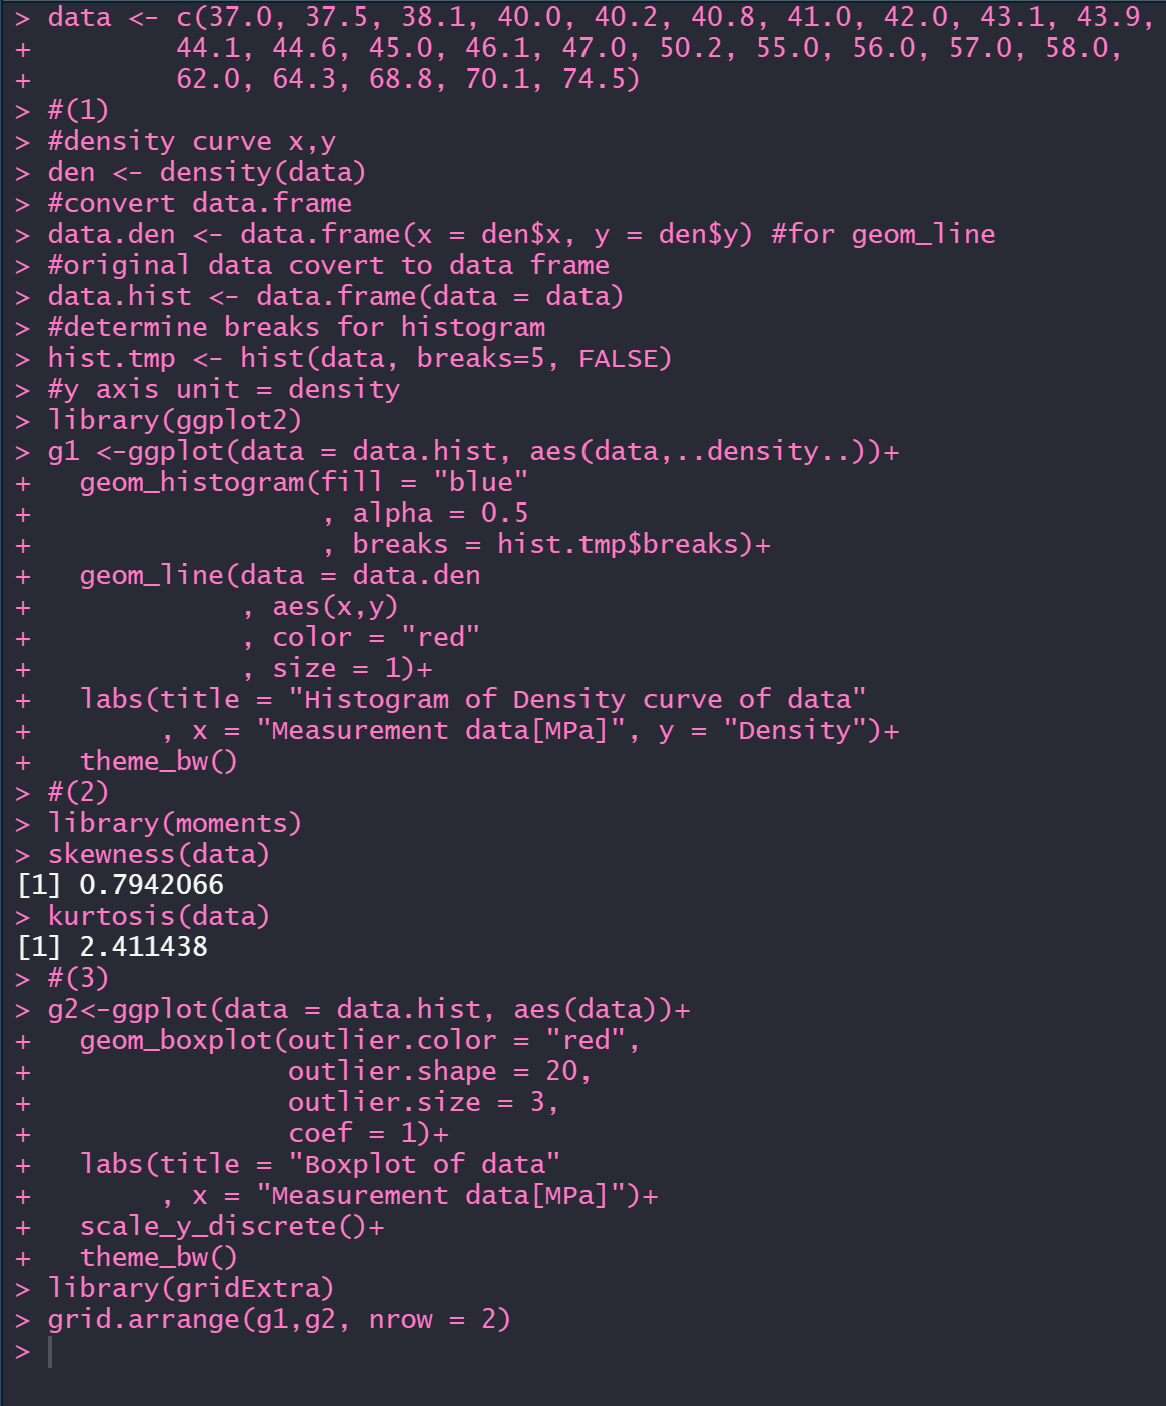 > data <- c(37.0, 37.5, 38.1, 40.0, 40.2, 40.8, 41.0, 42.0, 43.1, 43.9,
+         44.1, 44.6, 45.0, 46.1, 47.0, 50.2, 55.0, 56.0, 57.0, 58.0,
+         62.0, 64.3, 68.8, 70.1, 74.5)
> #(1)
> #density curve x,y
> den <- density(data)
> #convert data.frame
> data.den <- data.frame(x = den$x, y = den$y) #for geom_line
> #original data covert to data frame
> data.hist <- data.frame(data = data)
> #determine breaks for histogram
> hist.tmp <- hist(data, breaks=5, FALSE)
> #y axis unit = density
> library(ggplot2)
> g1 <-ggplot(data = data.hist, aes(data,..density..))+
+   geom_histogram(fill = "blue"
+                  , alpha = 0.5
+                  , breaks = hist.tmp$breaks)+
+   geom_line(data = data.den
+             , aes(x,y)
+             , color = "red"
+             , size = 1)+
+   labs(title = "Histogram of Density curve of data"
+        , x = "Measurement data[MPa]", y = "Density")+
+   theme_bw()
> #(2)
> library(moments)
> skewness(data)
[1] 0.7942066
> kurtosis(data)
[1] 2.411438
> #(3)
> g2<-ggplot(data = data.hist, aes(data))+
+   geom_boxplot(outlier.color = "red",
+                outlier.shape = 20,
+                outlier.size = 3,
+                coef = 1)+
+   labs(title = "Boxplot of data"
+        , x = "Measurement data[MPa]")+
+   scale_y_discrete()+
+   theme_bw()
> library(gridExtra)
> grid.arrange(g1,g2, nrow = 2)
>